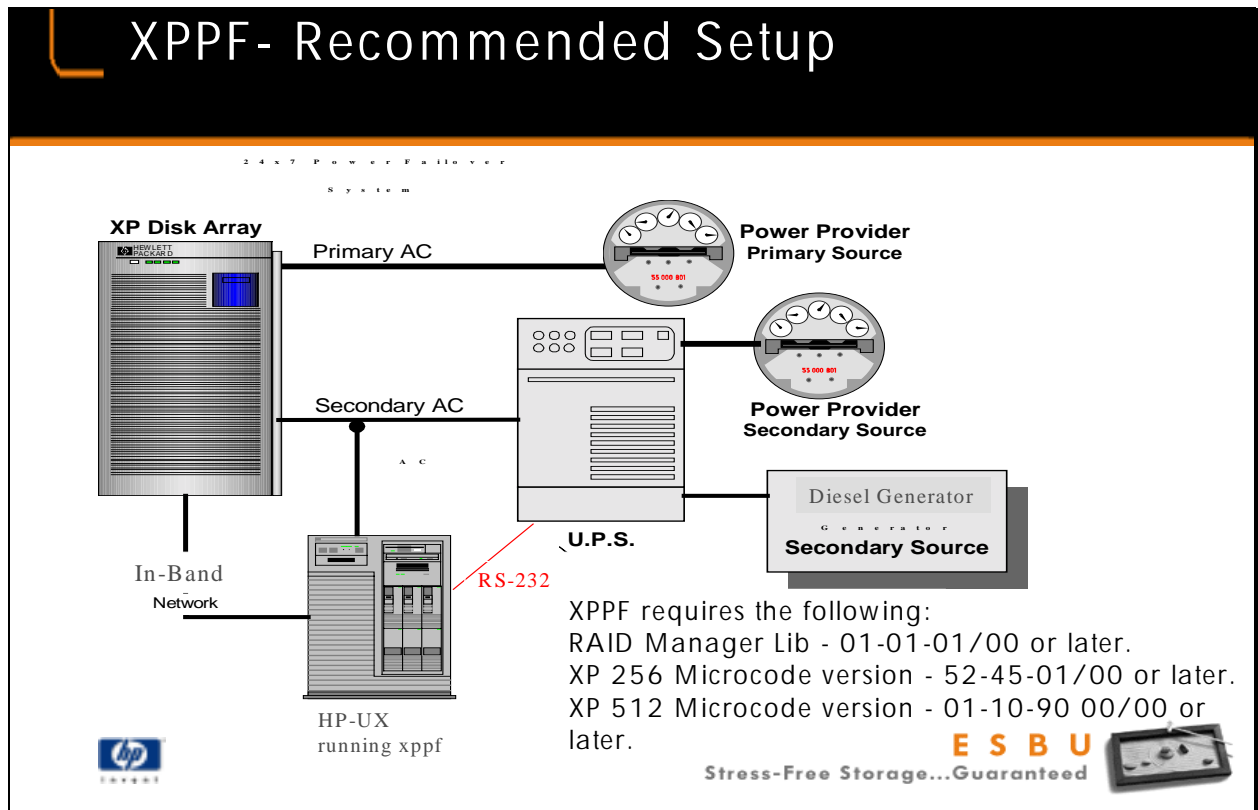 XPPF- Recommended Setup
24x7 Power Failover
System
XP Disk Array
HEWLETT
PACKARD
Primary AC
Power Provider
Primary Source
55 000 801
Secondary AC
55 000 801
Power Provider
Secondary Source
AC
Diesel Generator
Generator
Secondary Source
U.P.S.
In-Band
Network
RS-232
HP-UX
running xppf
XPPF requires the following:
RAID Manager Lib - 01-01-01/00 or later.
XP 256 Microcode version - 52-45-01/00 or later.
XP 512 Microcode version - 01-10-90 00/00 or
later.
hp
invent
ESBU
Stress-Free Storage...Guaranteed